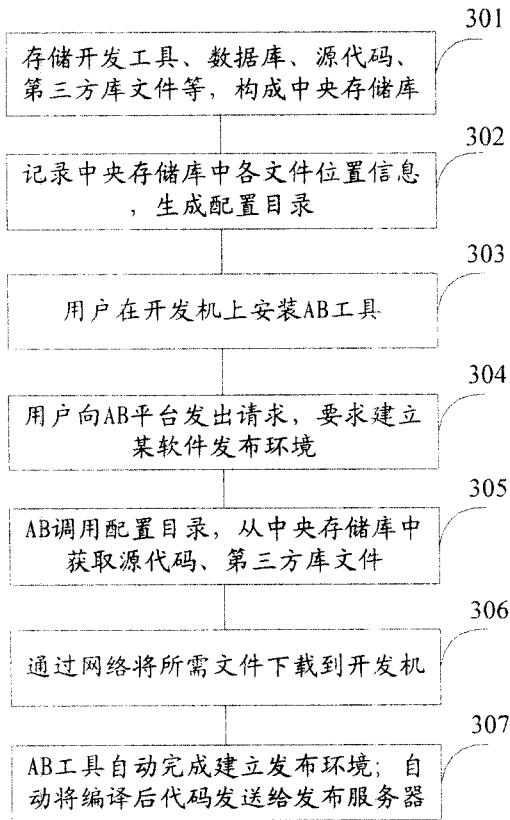 301
存储开发工具、数据库、源代码、
第三方库文件等，构成中央存储库
302
记录中央存储库中各文件位置信息
，生成配置目录
303
用户在开发机上安装AB工具
304
用户向AB平台发出请求，要求建立
某软件发布环境
305
AB调用配置目录，从中央存储库中
获取源代码、第三方库文件
306
通过网络将所需文件下载到开发机
307
AB工具自动完成建立发布环境；自
动将编译后代码发送给发布服务器